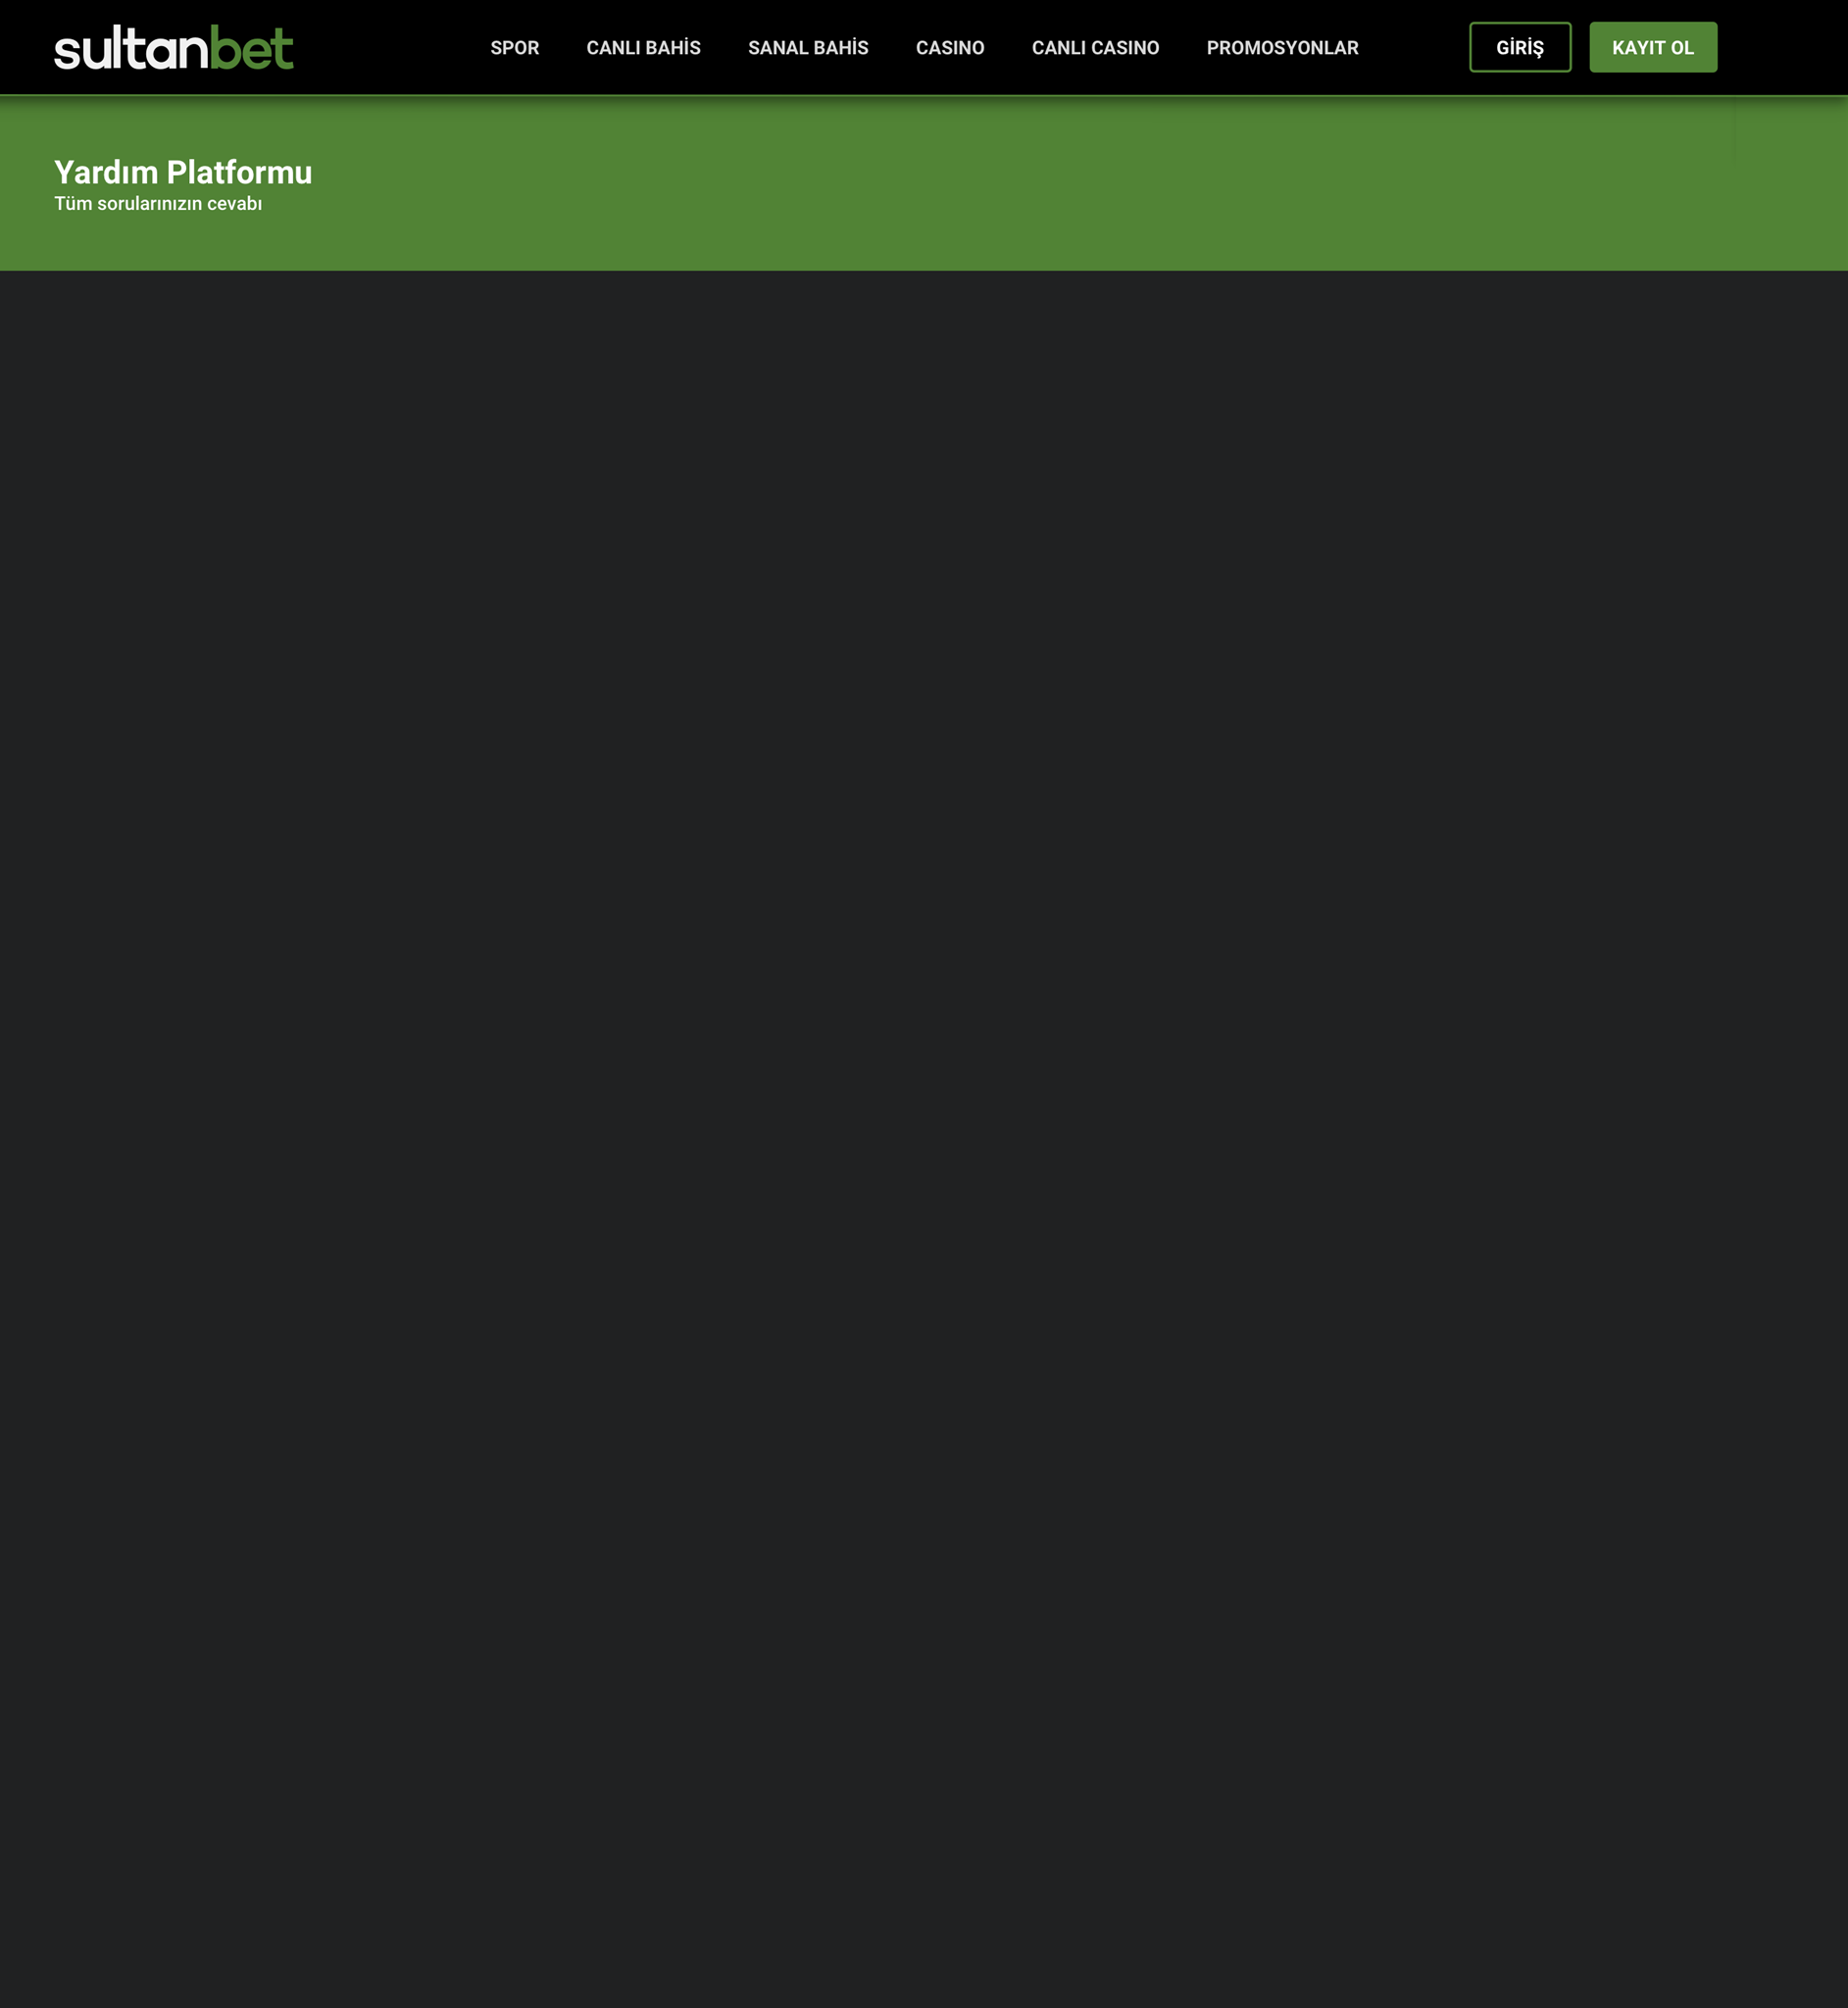 sultanbet
SPOR CANLI BAHİS SANAL BAHİS CASINO CANLI CASINO PROMOSYONLAR GİRİŞ KAYIT OL
Yardım Platformu
Tüm sorularınızın cevabı